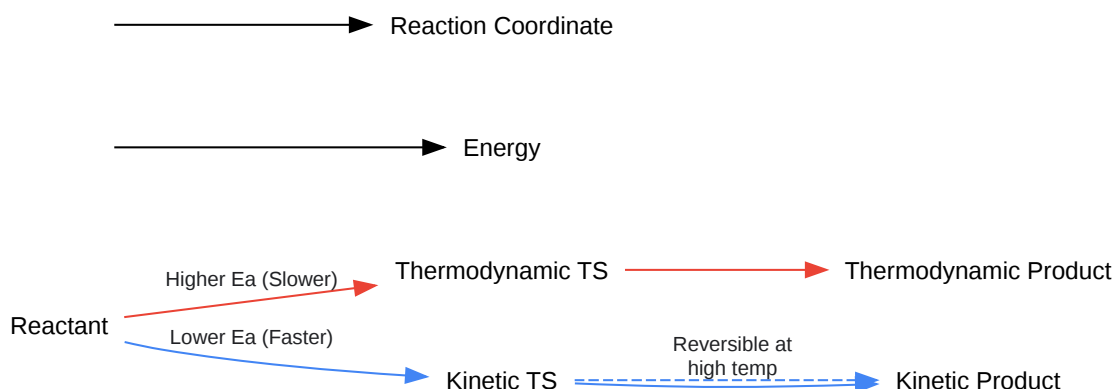 Reaction Coordinate
Energy
Higher Ea (Slower)
Thermodynamic TS
Thermodynamic Product
Reactant
Lower Ea (Faster)
Reversible at
high temp
Kinetic TS
Kinetic Product